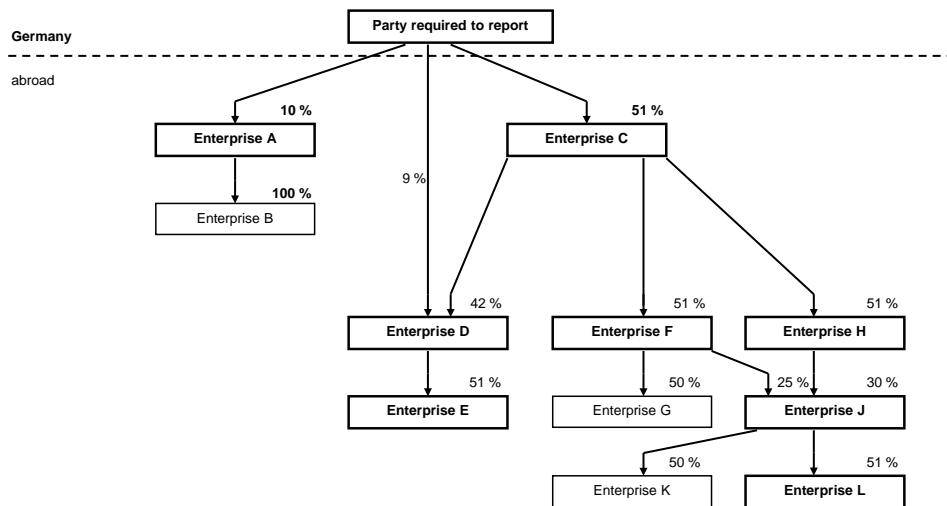 Party required to report
Germany
abroad
10 %
51 %
Enterprise A
Enterprise C
9 %
100 %
Enterprise B
42 %
51 %
51 %
Enterprise D
Enterprise F
Enterprise H
51 %
50 %
25 %
30 %
Enterprise E
Enterprise G
Enterprise J
50 %
51 %
Enterprise K
Enterprise L